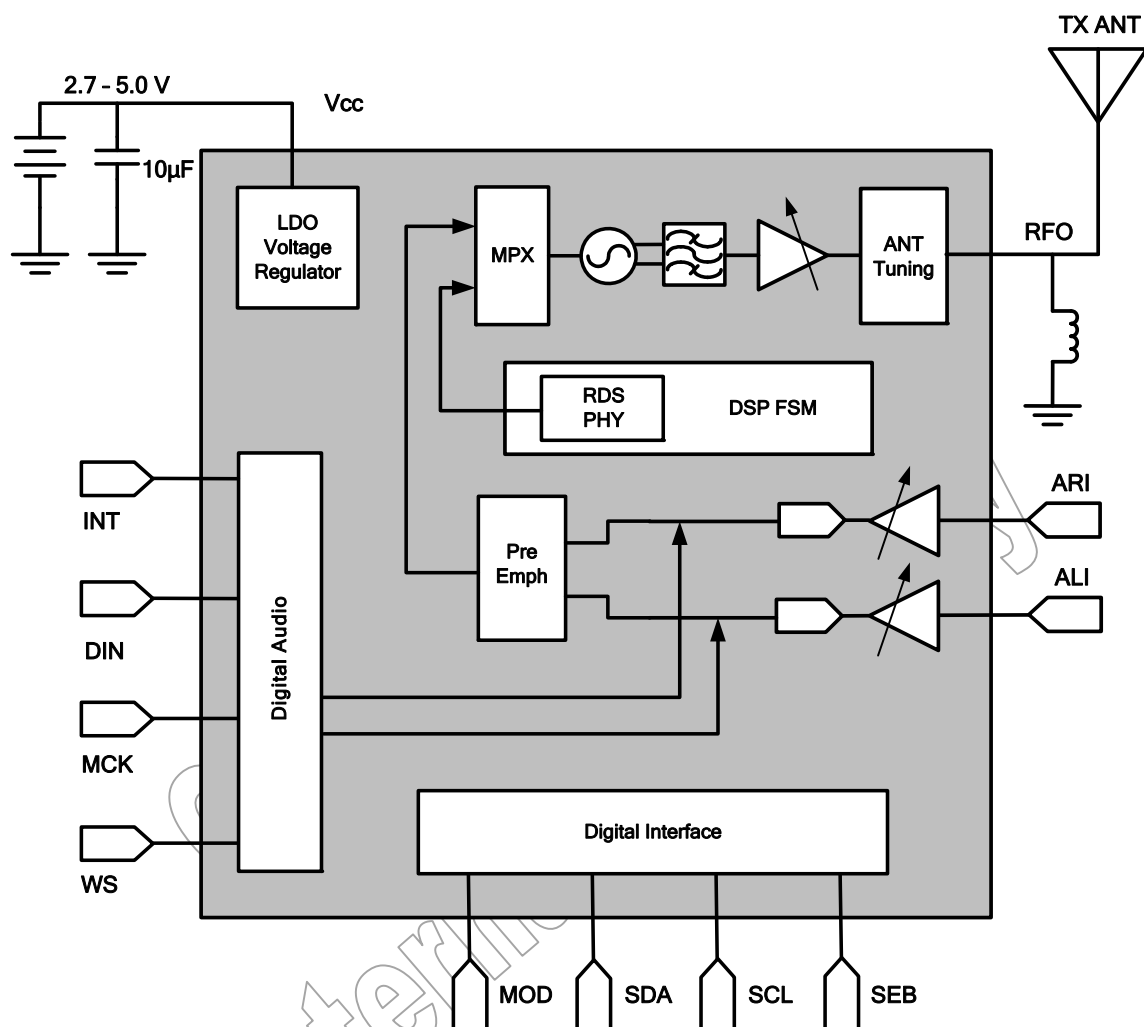 TX ANT
2.7 – 5.0 V
Vcc
10µF
LDO
Voltage
Regulator
MPX
ANT
Tuning
RFO
RDS
PHY
DSP FSM
INT
DIN
MCK
WS
Digital Audio
Pre
Emph
ARI
ALI
Digital Interface
MOD
SDA
SCL
SEB